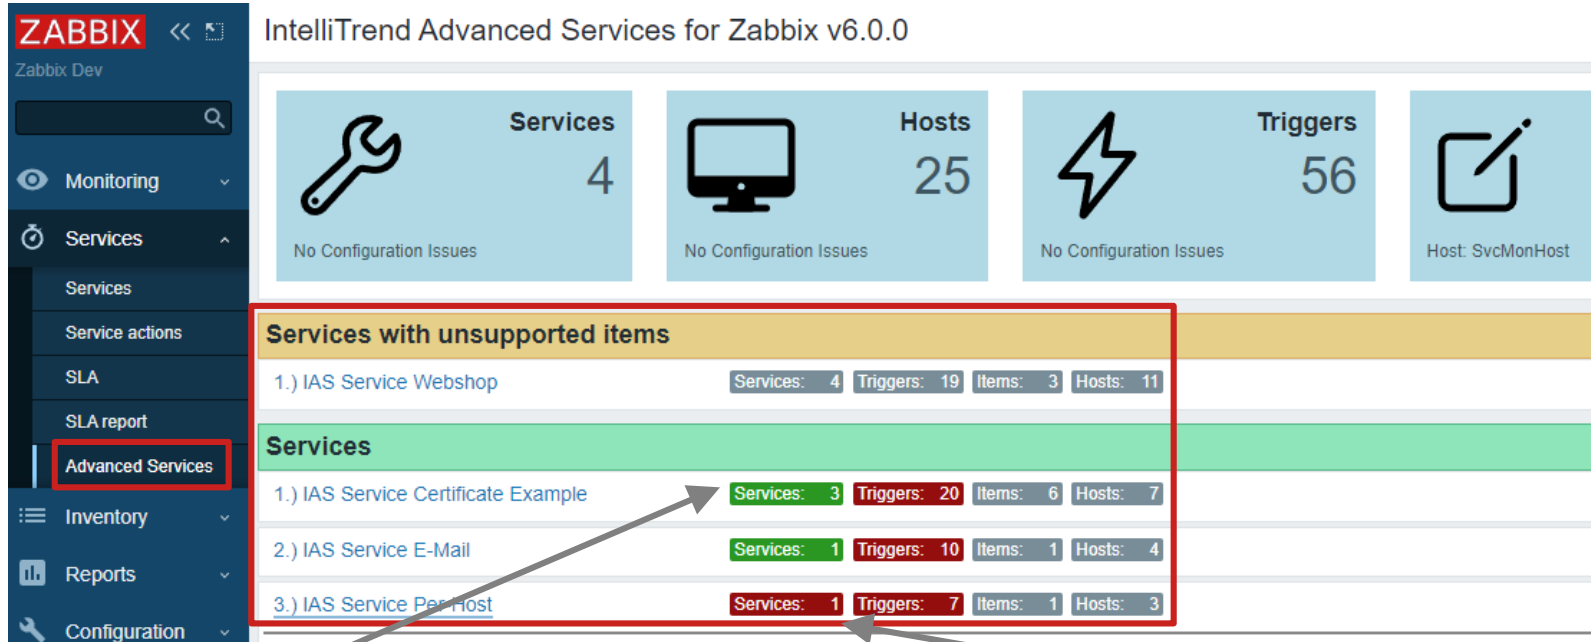 ZABBIX
Zabbix Dev
Monitoring
Services
Services
Service actions
SLA
SLA report
Advanced Services
Inventory
Reports
Configuration
IntelliTrend Advanced Services for Zabbix v6.0.0
Services
4
No Configuration Issues
Hosts
25
No Configuration Issues
Triggers
56
No Configuration Issues
Host: SvcMonHost
Services with unsupported items
1.) IAS Service Webshop Services: 4 Triggers: 19 Items: 3 Hosts: 11
Services
1.) IAS Service Certificate Example Services: 3 Triggers: 20 Items: 6 Hosts: 7
2.) IAS Service E-Mail Services: 1 Triggers: 10 Items: 1 Hosts: 4
3.) IAS Service Per Host Services: 1 Triggers: 7 Items: 1 Hosts: 3